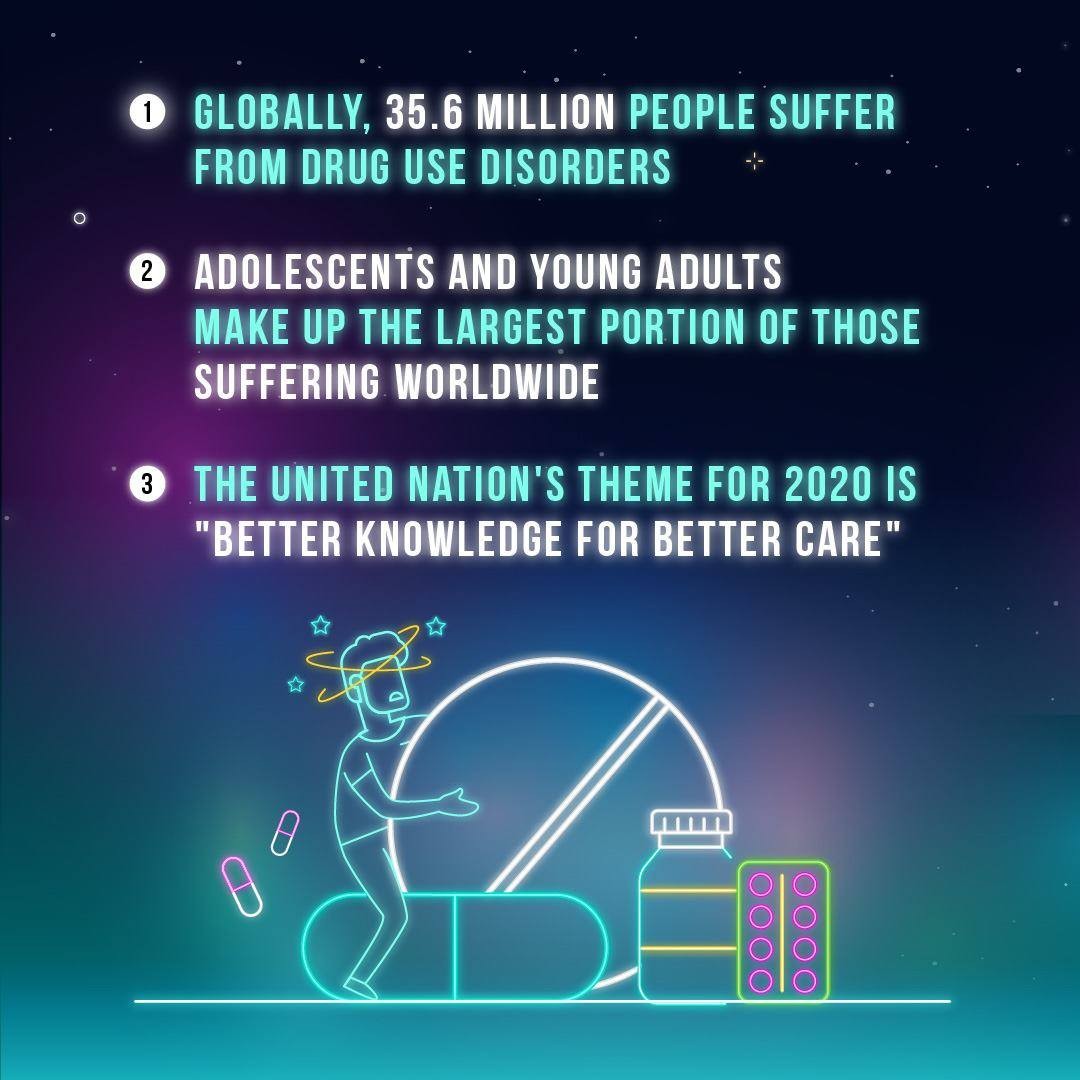 1 GLOBALLY, 35.6 MILLION PEOPLE SUFFER
FROM DRUG USE DISORDERS
2 ADOLESCENTS AND YOUNG ADULTS
MAKE UP THE LARGEST PORTION OF THOSE
SUFFERING WORLDWIDE
3 THE UNITED NATION'S THEME FOR 2020 IS
"BETTER KNOWLEDGE FOR BETTER CARE"